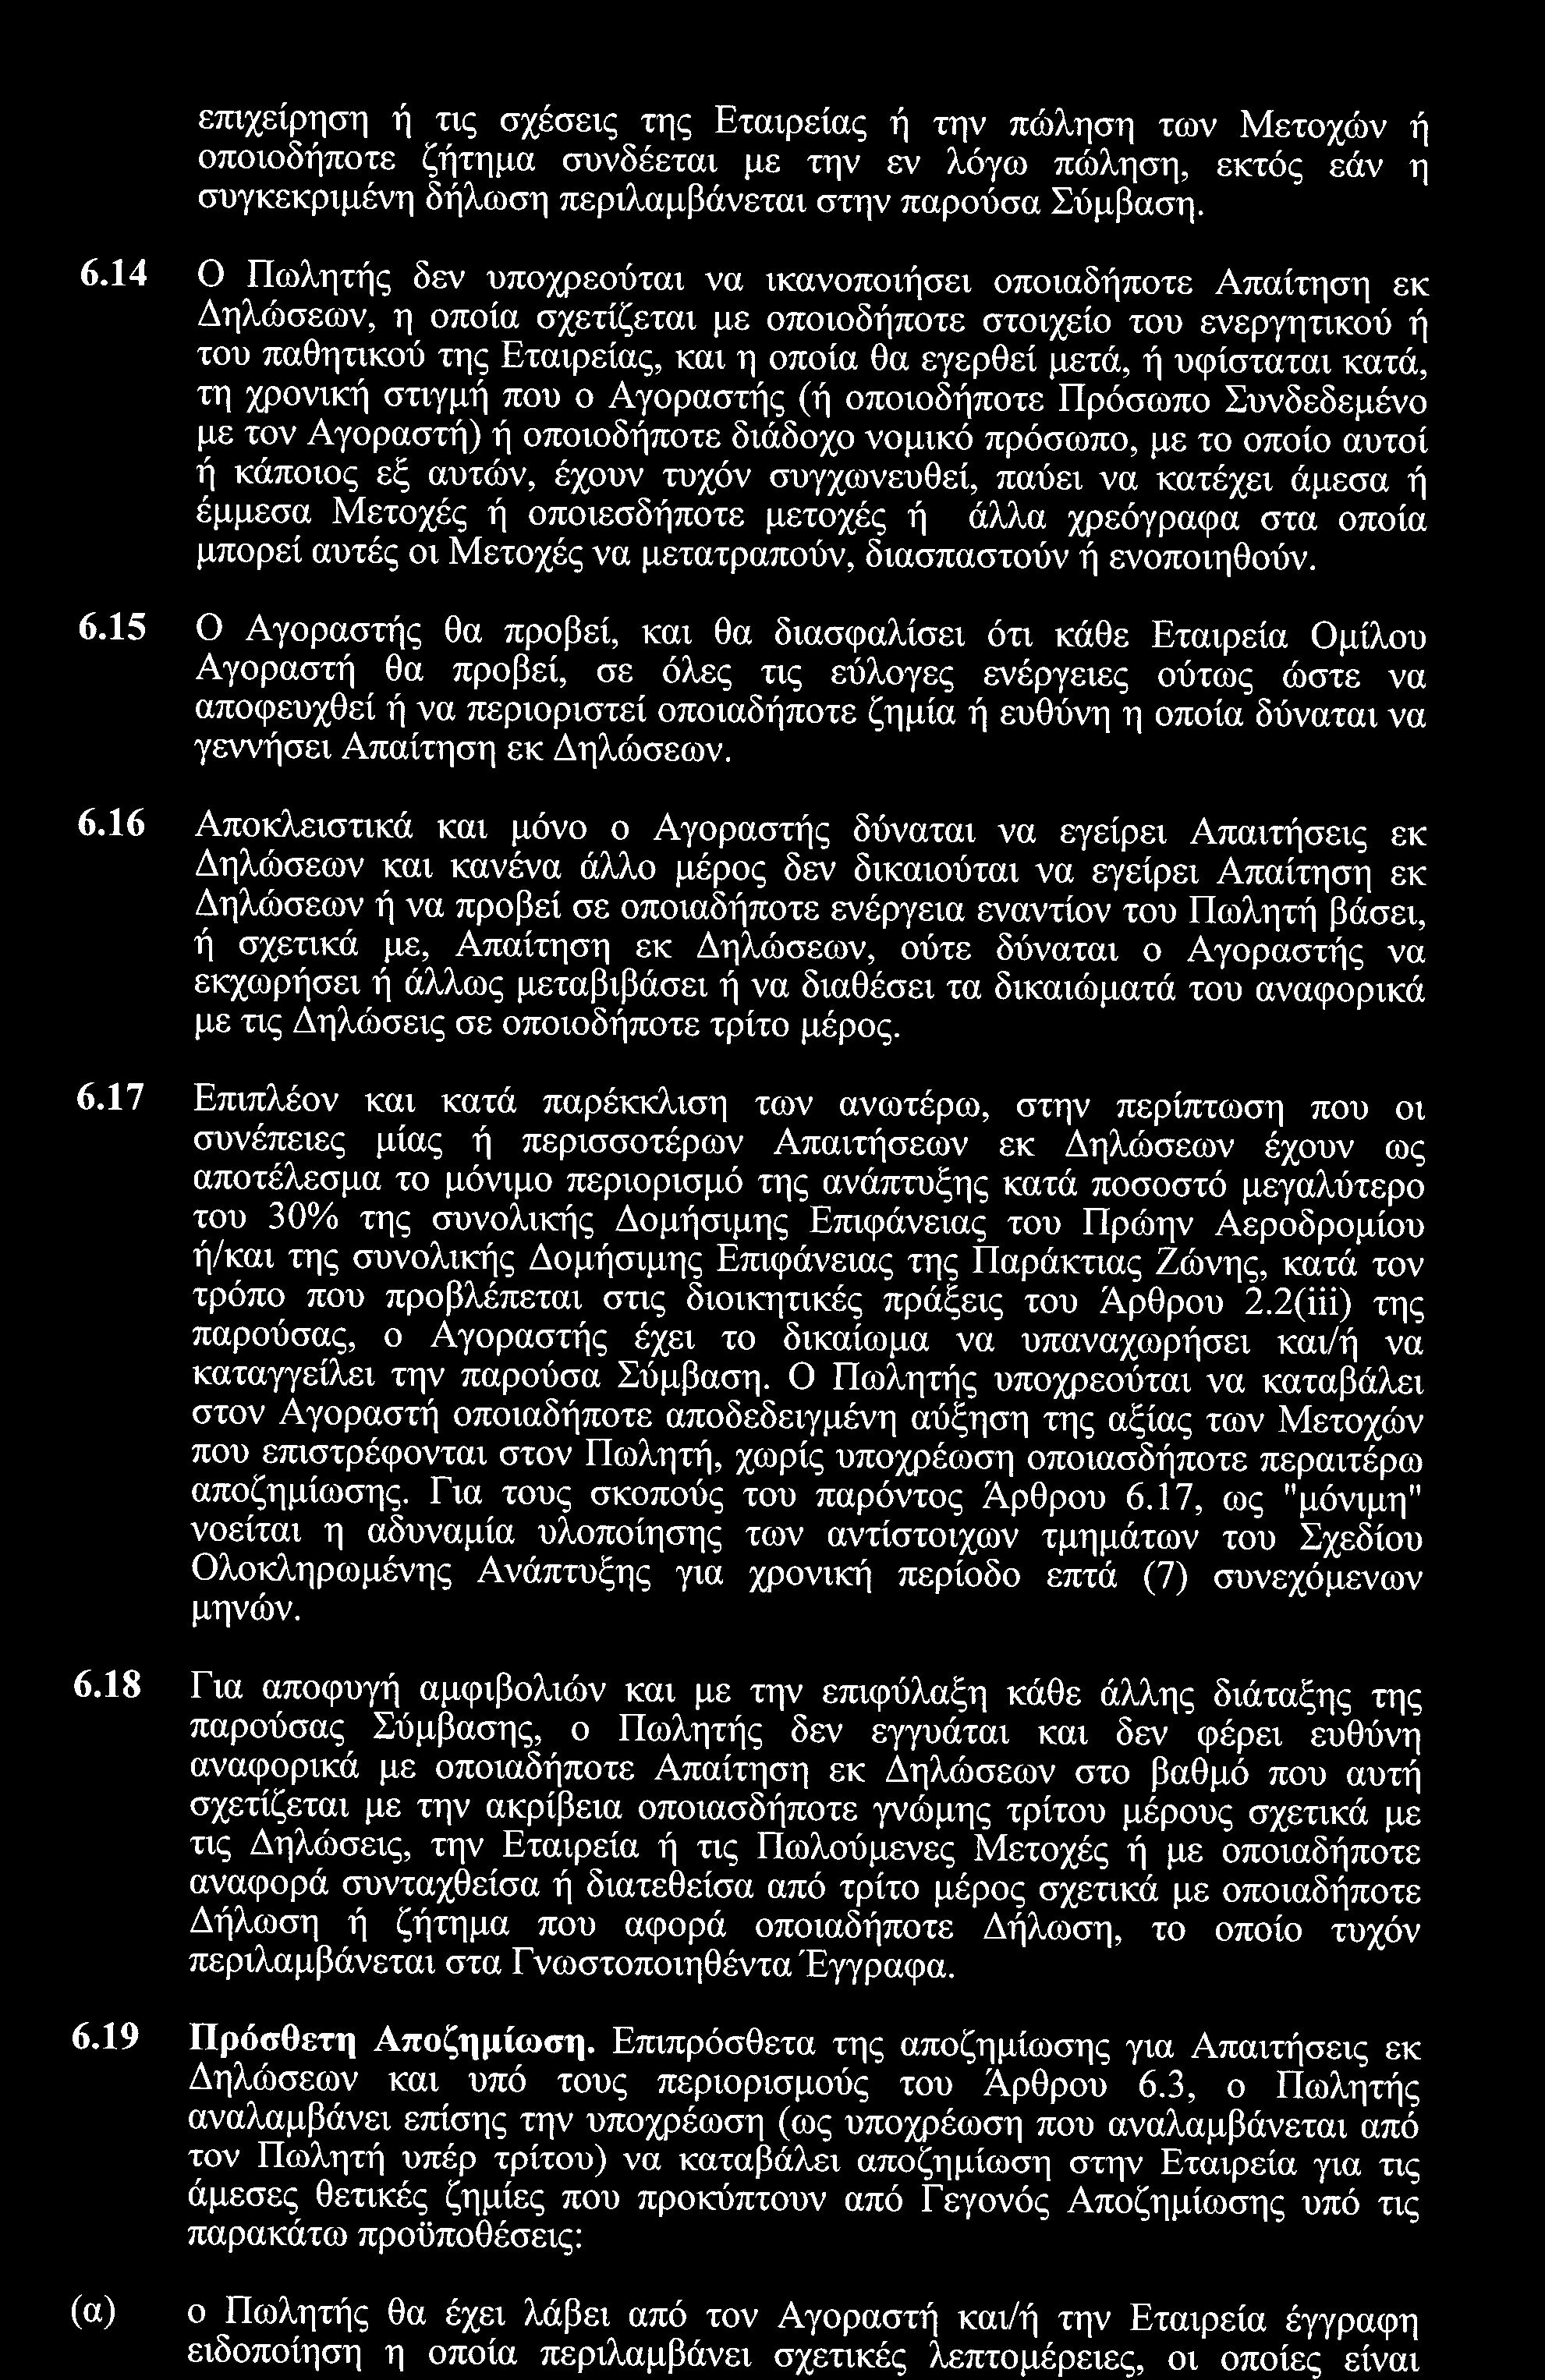 επιχείρηση ή τις σχέσεις της Εταιρείας ή την πώληση των Μετοχών ή
οποιοδήποτε ζήτημα συνδέεται με την εν λόγω πώληση, εκτός εάν η
συγκεκριμένη δήλωση περιλαμβάνεται στην παρούσα Σύμβαση.
6.14 Ο Πωλητής δεν υποχρεούται να ικανοποιήσει οποιαδήποτε Απαίτηση εκ
Δηλώσεων, η οποία σχετίζεται με οποιοδήποτε στοιχείο του ενεργητικού ή
του παθητικού της Εταιρείας, και η οποία θα εγερθεί μετά, ή υφίσταται κατά,
τη χρονική στιγμή που ο Αγοραστής (ή οποιοδήποτε Πρόσωπο Συνδεδεμένο
με τον Αγοραστή) ή οποιοδήποτε διάδοχο νομικό πρόσωπο, με το οποίο αυτοί
ή κάποιος εξ αυτών, έχουν τυχόν συγχωνευθεί, παύει να κατέχει άμεσα ή
έμμεσα Μετοχές ή οποιεσδήποτε μετοχές ή άλλα χρεόγραφα στα οποία
μπορεί αυτές οι Μετοχές να μετατραπούν, διασπαστούν ή ενοποιηθούν.
6.15 Ο Αγοραστής θα προβεί, και θα διασφαλίσει ότι κάθε Εταιρεία Ομίλου
Αγοραστή θα προβεί, σε όλες τις εύλογες ενέργειες ούτως ώστε να
αποφευχθεί ή να περιοριστεί οποιαδήποτε ζημία ή ευθύνη η οποία δύναται να
γεννήσει Απαίτηση εκ Δηλώσεων.
6.16 Αποκλειστικά και μόνο ο Αγοραστής δύναται να εγείρει Απαιτήσεις εκ
Δηλώσεων και κανένα άλλο μέρος δεν δικαιούται να εγείρει Απαίτηση εκ
Δηλώσεων ή να προβεί σε οποιαδήποτε ενέργεια εναντίον του Πωλητή βάσει,
ή σχετικά με, Απαίτηση εκ Δηλώσεων, ούτε δύναται ο Αγοραστής να
εκχωρήσει ή άλλως μεταβιβάσει ή να διαθέσει τα δικαιώματά του αναφορικά
με τις Δηλώσεις σε οποιοδήποτε τρίτο μέρος.
6.17 Επιπλέον και κατά παρέκκλιση των ανωτέρω, στην περίπτωση που οι
συνέπειες μίας ή περισσοτέρων Απαιτήσεων εκ Δηλώσεων έχουν ως
αποτέλεσμα το μόνιμο περιορισμό της ανάπτυξης κατά ποσοστό μεγαλύτερο
του 30% της συνολικής Δομήσιμης Επιφάνειας του Πρώην Αεροδρομίου
ή/και της συνολικής Δομήσιμης Επιφάνειας της Παράκτιας Ζώνης, κατά τον
τρόπο που προβλέπεται στις διοικητικές πράξεις του Άρθρου 2.2(iii) της
παρούσας, ο Αγοραστής έχει το δικαίωμα να υπαναχωρήσει και/ή να
καταγγείλει την παρούσα Σύμβαση. Ο Πωλητής υποχρεούται να καταβάλει
στον Αγοραστή οποιαδήποτε αποδεδειγμένη αύξηση της αξίας των Μετοχών
που επιστρέφονται στον Πωλητή, χωρίς υποχρέωση οποιασδήποτε περαιτέρω
αποζημίωσης. Για τους σκοπούς του παρόντος Άρθρου 6.17, ως "μόνιμη"
νοείται η αδυναμία υλοποίησης των αντίστοιχων τμημάτων του Σχεδίου
Ολοκληρωμένης Ανάπτυξης για χρονική περίοδο επτά (7) συνεχόμενων
μηνών.
6.18 Για αποφυγή αμφιβολιών και με την επιφύλαξη κάθε άλλης διάταξης της
παρούσας Σύμβασης, ο Πωλητής δεν εγγυάται και δεν φέρει ευθύνη
αναφορικά με οποιαδήποτε Απαίτηση εκ Δηλώσεων στο βαθμό που αυτή
σχετίζεται με την ακρίβεια οποιασδήποτε γνώμης τρίτου μέρους σχετικά με
τις Δηλώσεις, την Εταιρεία ή τις Πωλούμενες Μετοχές ή με οποιαδήποτε
αναφορά συνταχθείσα ή διατεθείσα από τρίτο μέρος σχετικά με οποιαδήποτε
Δήλωση ή ζήτημα που αφορά οποιαδήποτε Δήλωση, το οποίο τυχόν
περιλαμβάνεται στα Γνωστοποιηθέντα Έγγραφα.
6.19 Πρόσθετη Αποζημίωση. Επιπρόσθετα της αποζημίωσης για Απαιτήσεις εκ
Δηλώσεων και υπό τους περιορισμούς του Άρθρου 6.3, ο Πωλητής
αναλαμβάνει επίσης την υποχρέωση (ως υποχρέωση που αναλαμβάνεται από
τον Πωλητή υπέρ τρίτου) να καταβάλει αποζημίωση στην Εταιρεία για τις
άμεσες θετικές ζημίες που προκύπτουν από Γεγονός Αποζημίωσης υπό τις
παρακάτω προϋποθέσεις:
(α) ο Πωλητής θα έχει λάβει από τον Αγοραστή και/ή την Εταιρεία έγγραφη
ειδοποίηση η οποία περιλαμβάνει σχετικές λεπτομέρειες, οι οποίες είναι